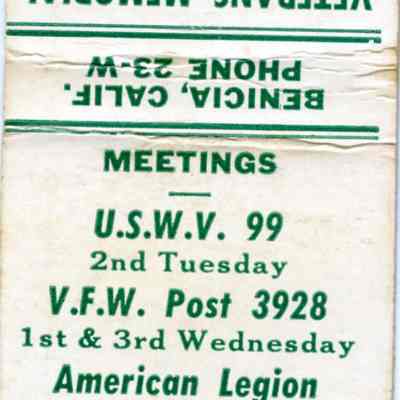 VETERANS' MEMORIAL
BENICIA, CALIF.
PHONE 23-W
MEETINGS
U.S.W.V. 99
2nd Tuesday
V.F.W. Post 3928
1st & 3rd Wednesday
American Legion